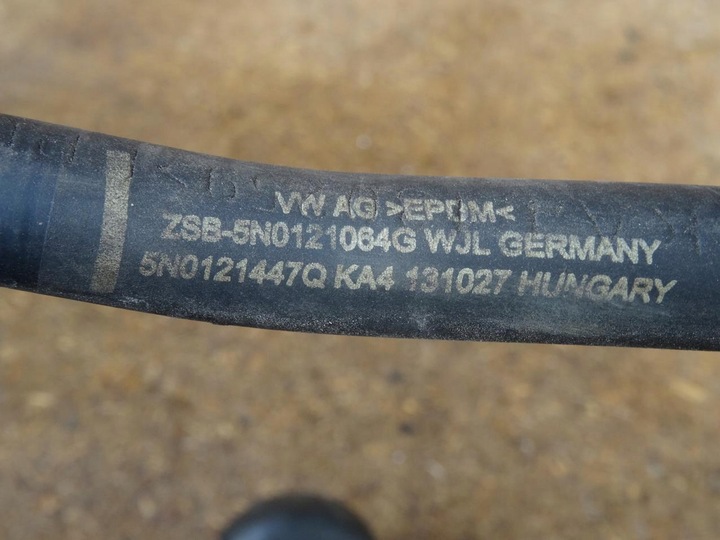 VW AG >EPDM<
ZSB-5N0121064G WJL GERMANY
5N0121447Q KA4 131027 HUNGARY